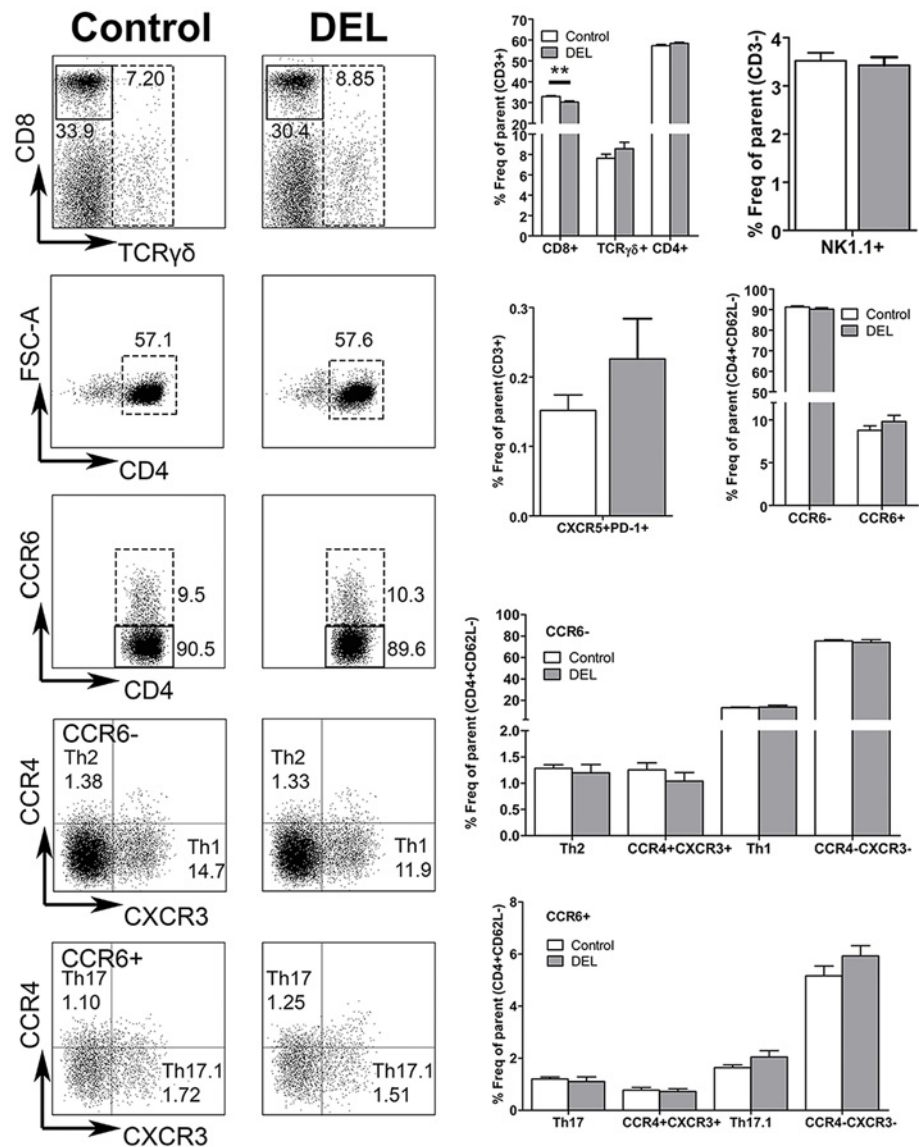 Control DEL
CD8
7.20
33.9
8.85
30.4
TCRγδ
FSC-A
57.1
57.6
CD4
CCR6
9.5
90.5
10.3
89.6
CD4
CCR4
CCR6-
Th2
1.38
Th1
14.7
Th2
1.33
Th1
11.9
CXCR3
CCR4
CCR6+
Th17
1.10
Th17.1
1.72
Th17
1.25
Th17.1
1.51
CXCR3
% Freq of parent (CD3+)
70
60
50
40
30
20
10
8
6
4
2
0
Control
DEL
**
CD8+ TCRγδ+ CD4+
% Freq of parent (CD3-)
4
3
2
1
0
NK1.1+
% Freq of parent (CD3+)
0.3
0.2
0.1
0.0
CXCR5+PD-1+
% Freq of parent (CD4+CD62L-)
100
90
80
70
60
50
15
10
5
0
Control
DEL
CCR6- CCR6+
% Freq of parent (CD4+CD62L-)
100
80
60
40
20
2.0
1.5
1.0
0.5
0.0
CCR6-
Control
DEL
Th2 CCR4+CXCR3+ Th1 CCR4-CXCR3-
% Freq of parent (CD4+CD62L-)
8
6
4
2
0
CCR6+
Control
DEL
Th17 CCR4+CXCR3+ Th17.1 CCR4-CXCR3-